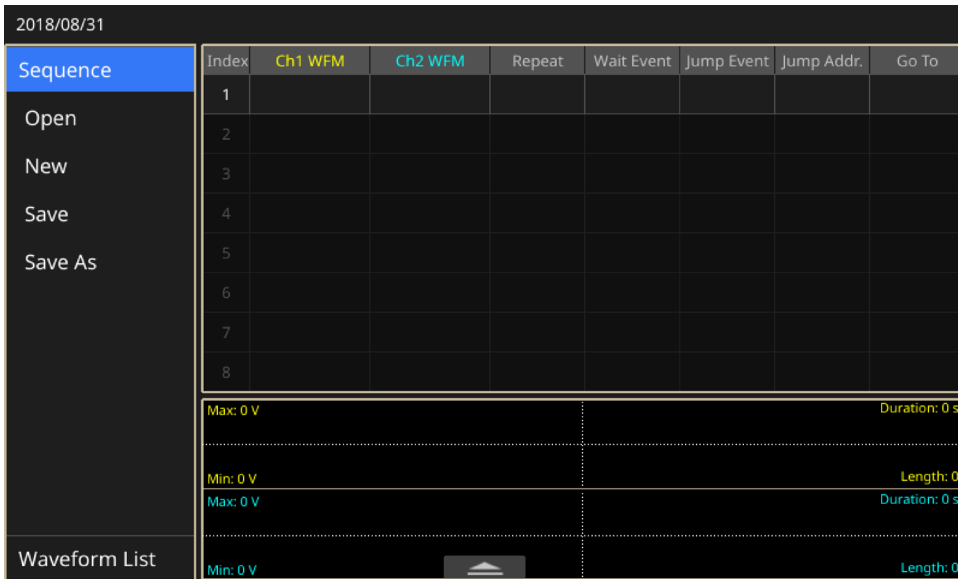 2018/08/31
Sequence
Open
New
Save
Save As
Waveform List
Index Ch1 WFM Ch2 WFM Repeat Wait Event Jump Event Jump Addr. Go To
1
2
3
4
5
6
7
8
Max: 0 V Duration: 0 s
Min: 0 V Length: 0
Max: 0 V Duration: 0 s
Min: 0 V Length: 0